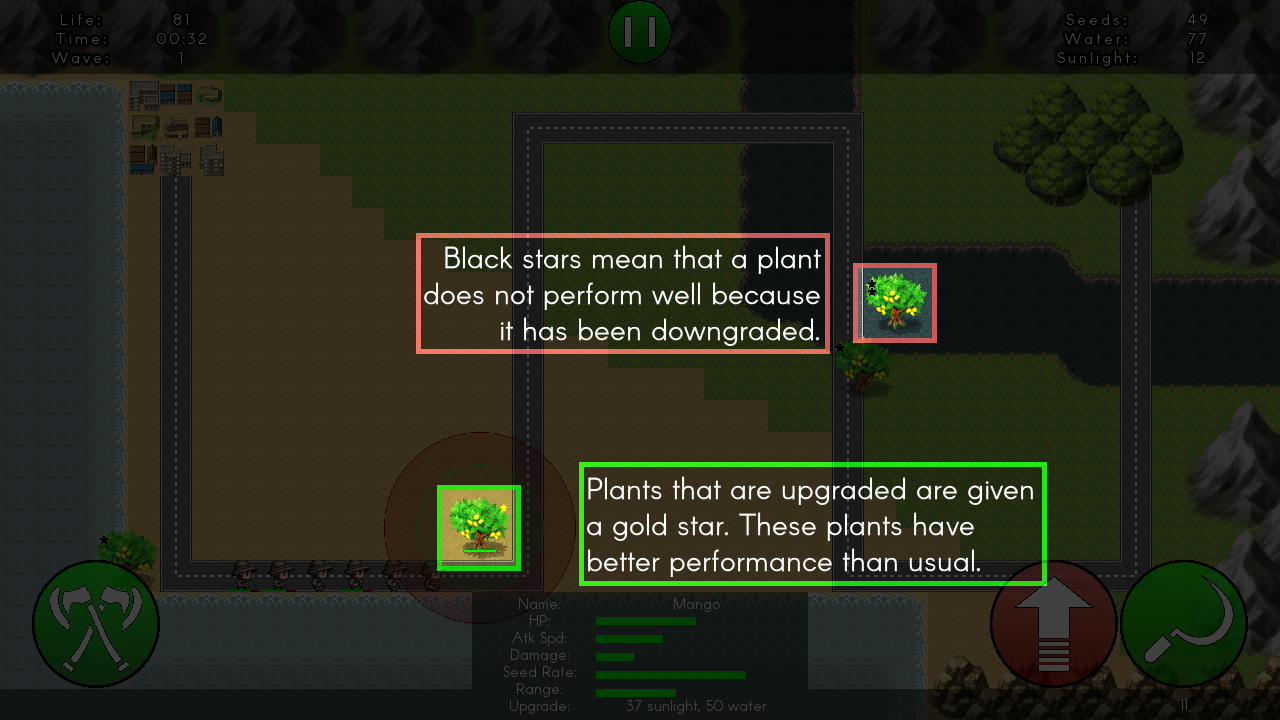 Life: 81
Time: 00:32
Wave: 1
Seeds: 49
Water: 77
Sunlight: 12
Black stars mean that a plant
does not perform well because
it has been downgraded.
Plants that are upgraded are given
a gold star. These plants have
better performance than usual.
Name: Mango
HP:
Atk Spd:
Damage:
Seed Rate:
Range:
Upgrade: 37 sunlight, 50 water
11